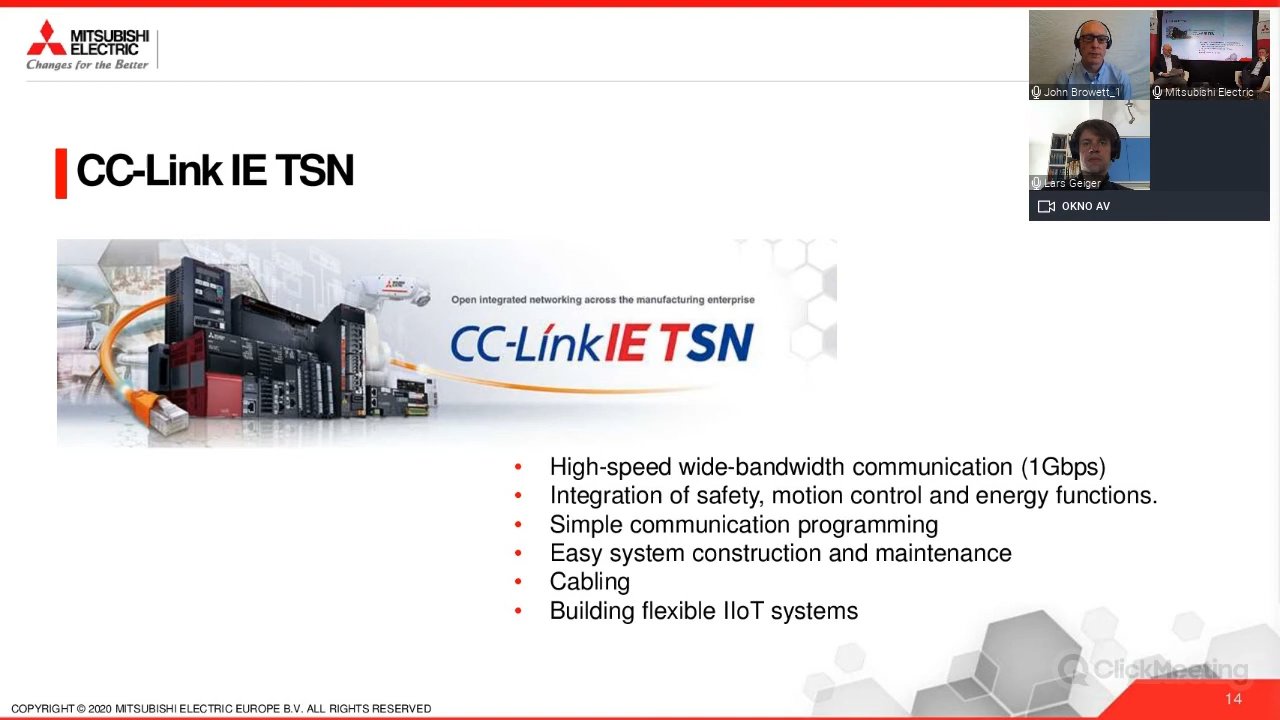 MITSUBISHI
ELECTRIC
Changes for the Better
John Browett_1
Mitsubishi Electric
Lars Geiger
OKNO AV
CC-Link IE TSN
Open integrated networking across the manufacturing enterprise
CC-Link IE TSN
• High-speed wide-bandwidth communication (1Gbps)
• Integration of safety, motion control and energy functions.
• Simple communication programming
• Easy system construction and maintenance
• Cabling
• Building flexible IIoT systems
ClickMeeting
COPYRIGHT © 2020 MITSUBISHI ELECTRIC EUROPE B.V. ALL RIGHTS RESERVED
14